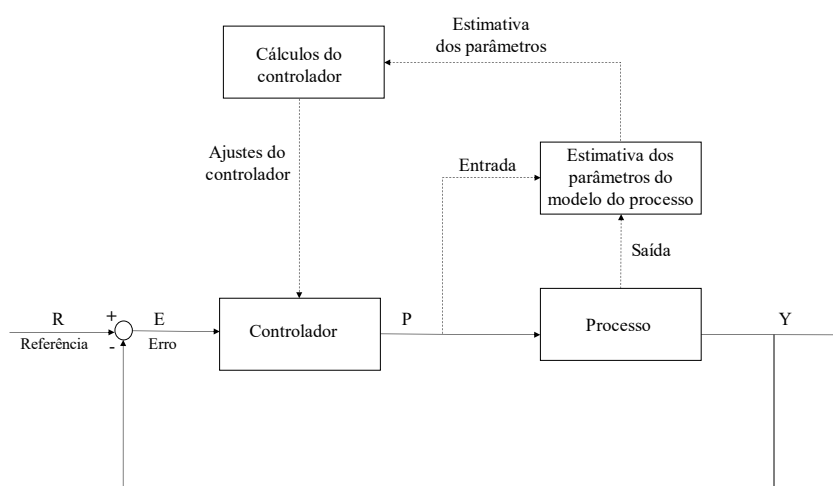 Estimativa
dos parâmetros
Cálculos do
controlador
Ajustes do
controlador
Entrada
Estimativa dos
parâmetros do
modelo do processo
Saída
R
+
E
Controlador
P
Processo
Y
Referência
-
Erro